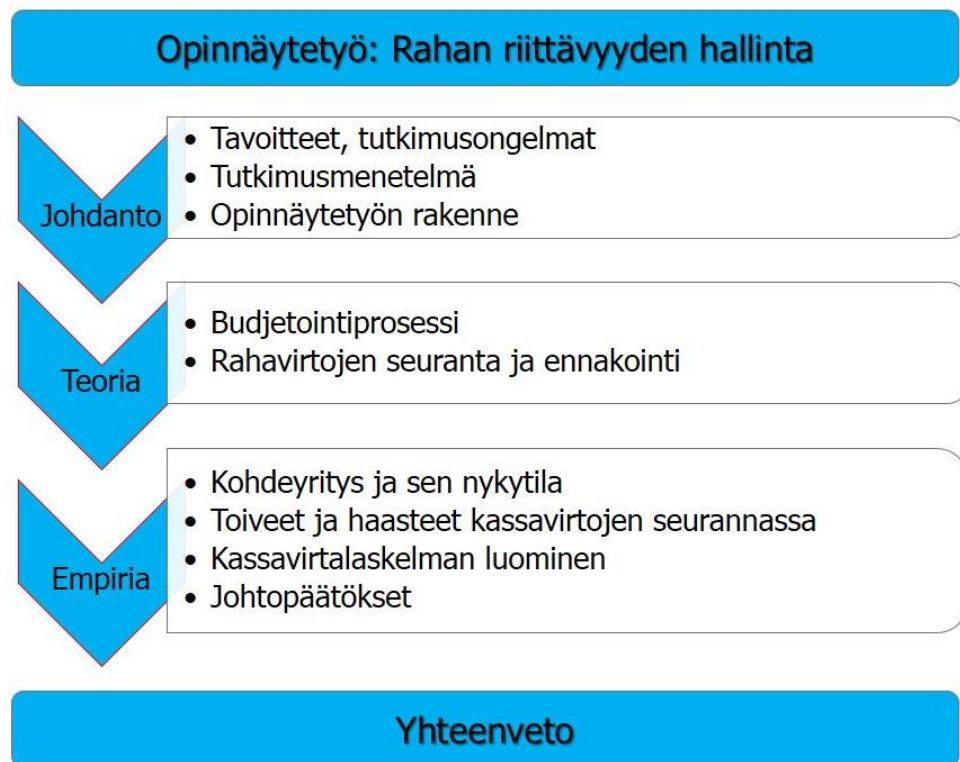 Opinnäytetyö: Rahan riittävyyden hallinta
Johdanto
• Tavoitteet, tutkimusongelmat
• Tutkimusmenetelmä
• Opinnäytetyön rakenne
Teoria
• Budjetointiprosessi
• Rahavirtojen seuranta ja ennakointi
Empiria
• Kohdeyritys ja sen nykytila
• Toiveet ja haasteet kassavirtojen seurannassa
• Kassavirtalaskelman luominen
• Johtopäätökset
Yhteenveto